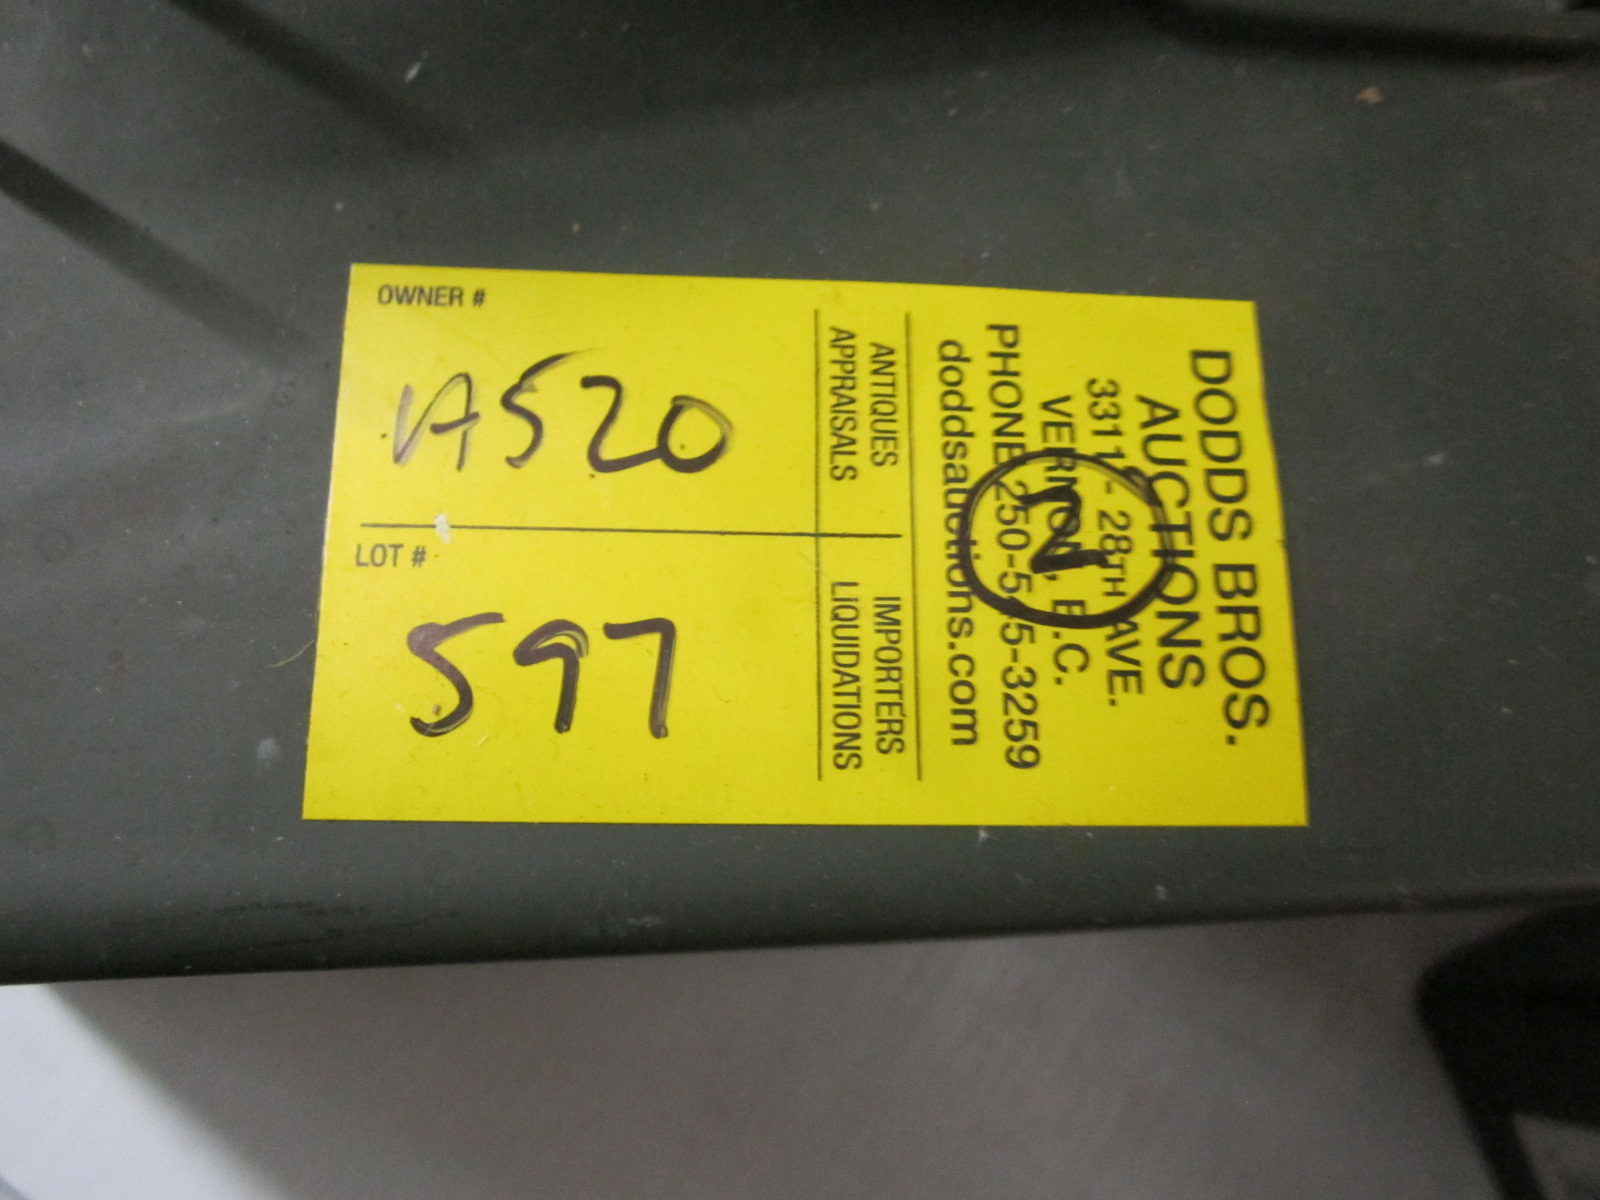 OWNER #
A520
LOT #
597
ANTIQUES IMPORTERS
APPRAISALS LIQUIDATIONS
DODDS BROS.
AUCTIONS
3311 - 28TH AVE.
VERNON, B.C.
PHONE 250-545-3259
doddsauctions.com
2